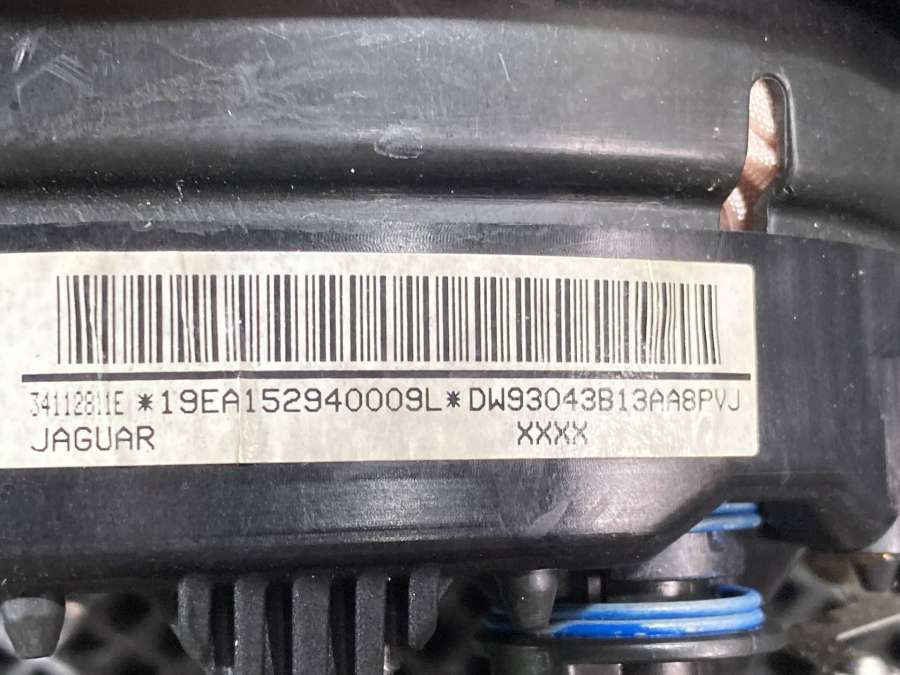 34112811E *19EA152940009L* DW93043B13AA8PVJ
JAGUAR XXXX